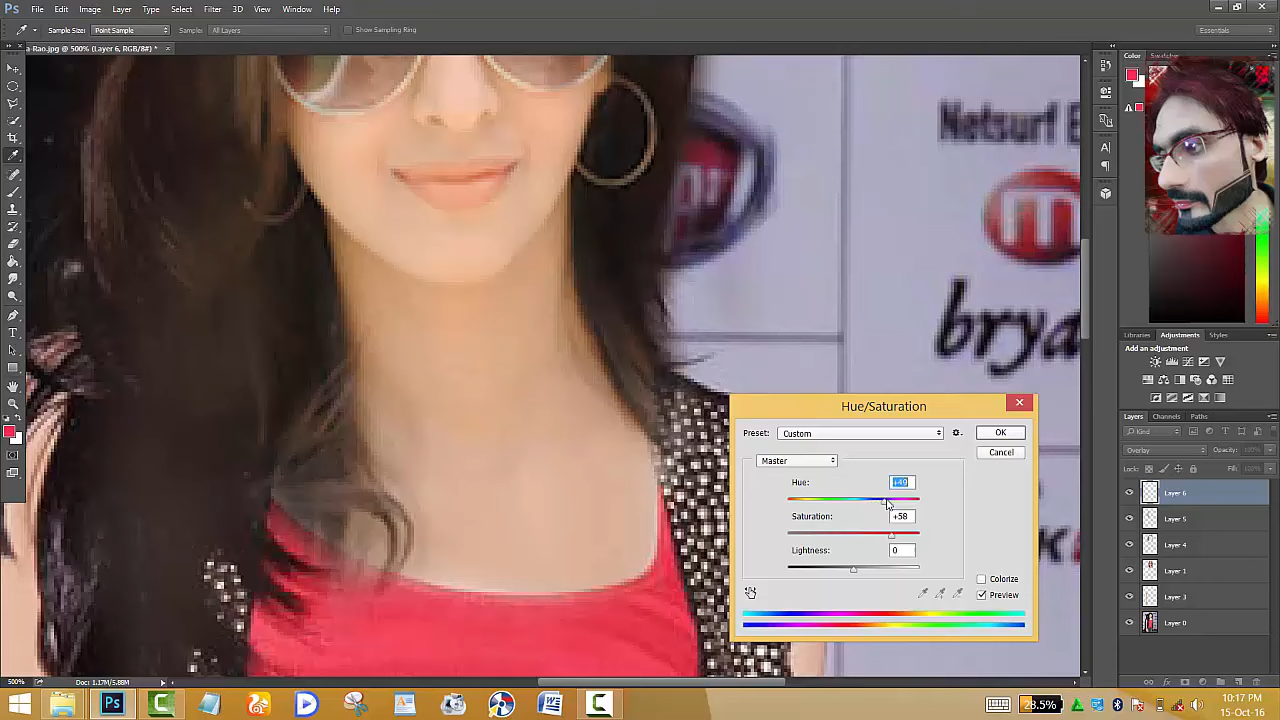 Ps File Edit Image Layer Type Select Filter 3D View Window Help
Sample Size: Point Sample Sample: All Layers Show Sampling Ring Essentials
a-Rao.jpg @ 500% (Layer 6, RGB/8#) * ×
Color Swatches
Netsurf
m
brya
Libraries Adjustments Styles
Add an adjustment
Layers Channels Paths
Kind
Overlay Opacity:
Lock: Fill:
Layer 6
Layer 5
Layer 4
Layer 1
Layer 3
Layer 0
Hue/Saturation
Preset: Custom OK
Cancel
Master
Hue: +49
Saturation: +58
Lightness: 0
Colorize
Preview
500% Doc: 1.17M/5.88M
Ps C D W C 28.5% 10:17 PM
15-Oct-16